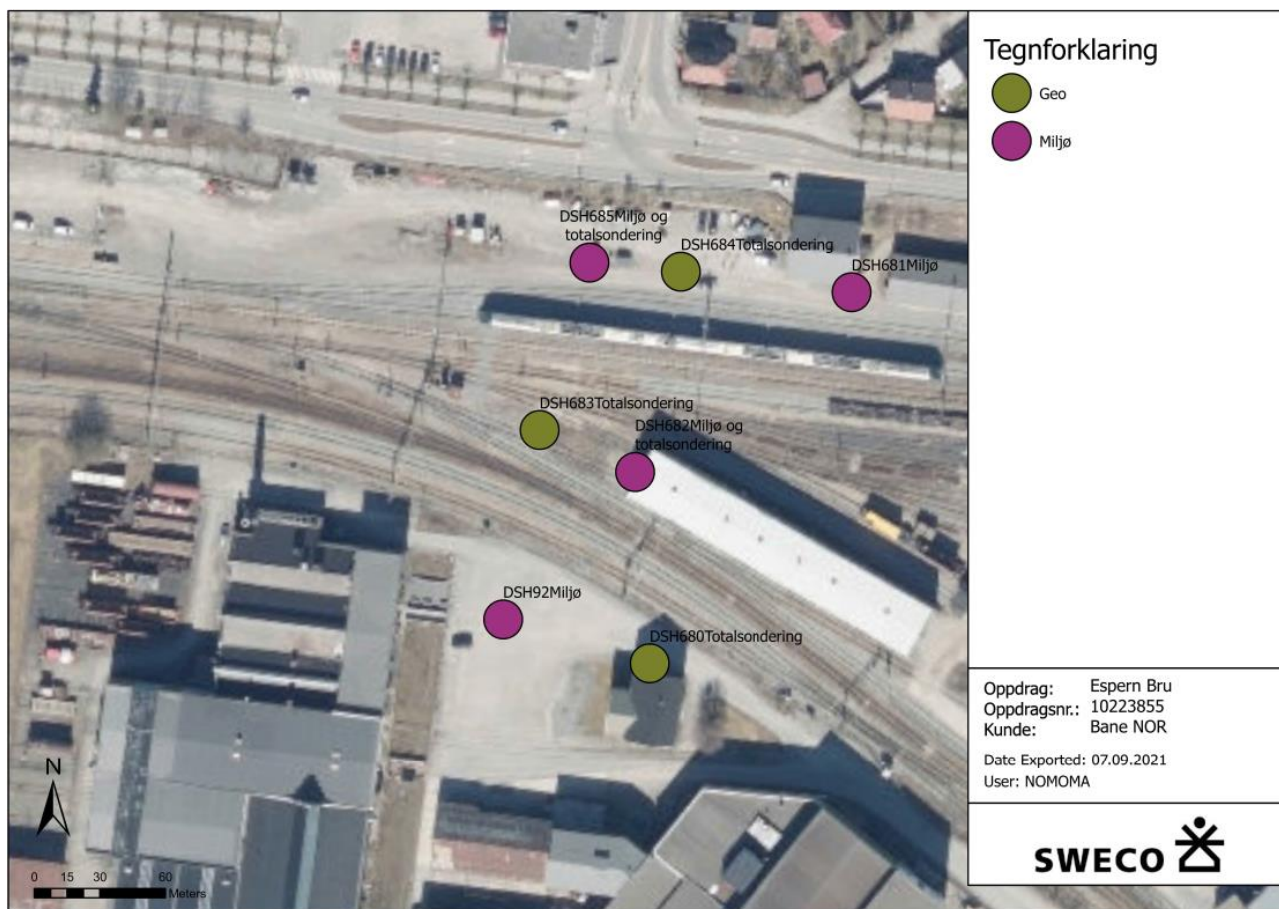 Tegnforklaring
Geo
Miljø
DSH685Miljø og
totalsondering
DSH684Totalsondering
DSH681Miljø
DSH683Totalsondering
DSH682Miljø og
totalsondering
DSH92Miljø
DSH680Totalsondering
Oppdrag: Espern Bru
Oppdragsnr.: 10223855
Kunde: Bane NOR
Date Exported: 07.09.2021
User: NOMOMA
N
0 15 30 60
Meters
SWECO